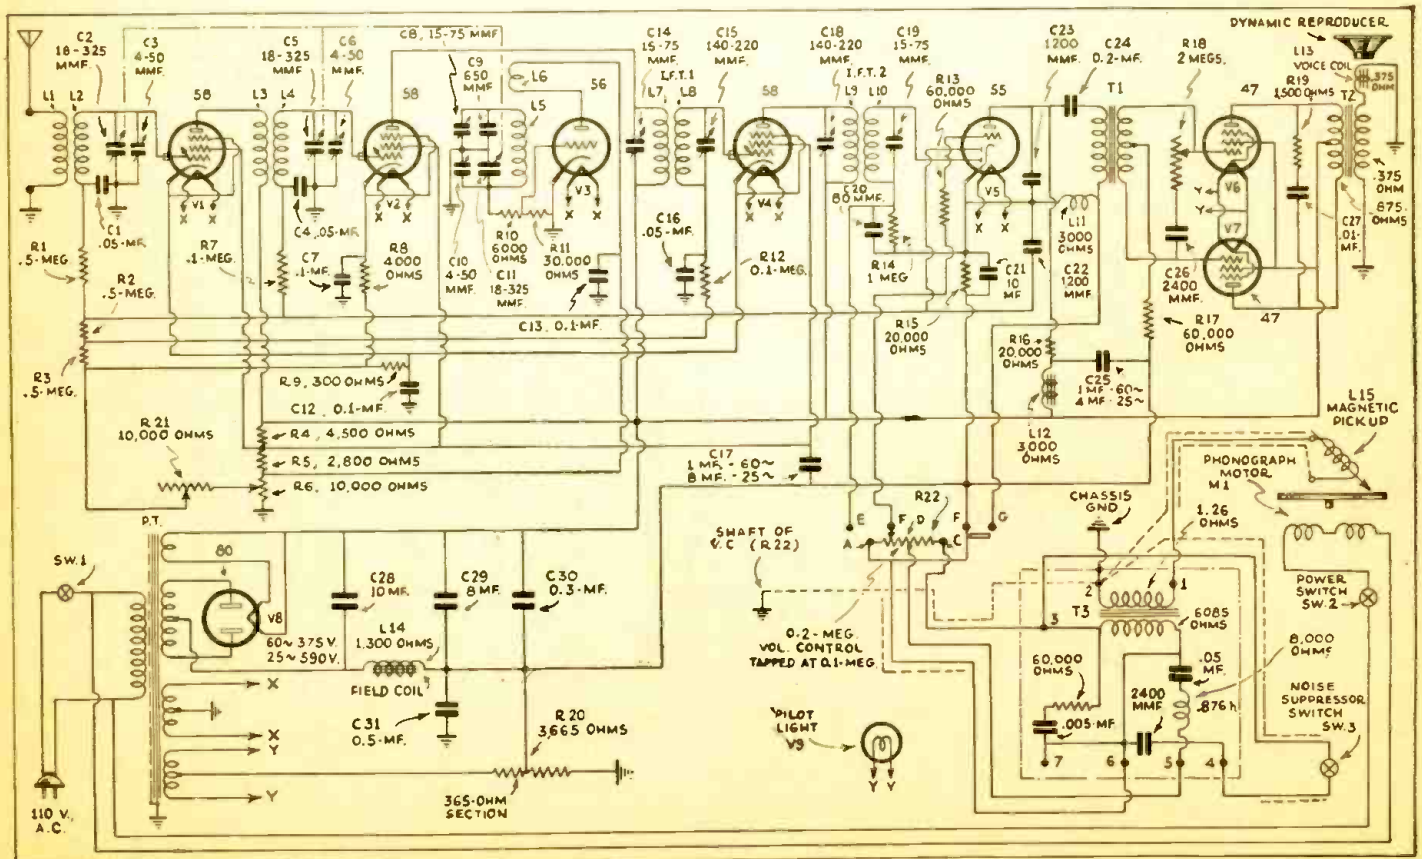 DYNAMIC REPRODUCER
C2
18-325
MMF.
C3
4-50
MMF.
C5
18-325
MMF.
C6
4-50
MMF.
C8, 15-75 MMF
C9
650
MMF
L6
56
C14
15-75
MMF.
C15
140-220
MMF.
C18
140-220
MMF.
C19
15-75
MMF.
C23
1200
MMF.
C24
0.2-MF.
R18
2 MEGS.
L13
VOICE COIL
.375
OHM
R19
1,500 OHMS
T2
L1
L2
58
L3
L4
58
L5
I.F.T.1
L7
L8
58
I.F.T.2
L9
L10
R13
60,000
OHMS
55
T1
47
V1
X
X
V2
X
X
V3
X
X
V4
X
X
V5
X
X
V6
Y
Y
V7
47
.375
OHM
875
OHMS
C27
.01-
MF.
C1
.05-MF.
C4, .05-MF.
R1
.5-MEG.
R2
.5-MEG.
R3
.5-MEG.
R7
.1-MEG.
C7
.1-MF.
R8
4000
OHMS
C10
4-50
MMF.
C11
18-325
MMF.
R10
6000
OHMS
R11
30,000
OHMS
C13, 0.1-MF.
C16
.05-MF.
R12
0.1-MEG.
C20
80 MMF.
R14
1 MEG
R15
20,000
OHMS
C21
10
MF
L11
3000
OHMS
C22
1200
MMF.
C26
2400
MMF.
R17
60,000
OHMS
R16
20,000
OHMS
C25
1 MF.-60~
4 MF.-25~
L12
3,000
OHMS
R9, 300 OHMS
C12, 0.1-MF.
R4, 4,500 OHMS
R5, 2,800 OHMS
R6, 10,000 OHMS
R21
10,000 OHMS
C17
1 MF. - 60~
8 MF. - 25~
L15
MAGNETIC
PICKUP
PHONOGRAPH
MOTOR
M1
1.26
OHMS
CHASSIS
GND
SHAFT OF
V.C (R22)
R22
E
F
D
F
G
A
C
P.T.
SW.1
80
V8
60~ 375 V.
25~ 590 V.
C28
10 MF.
C29
8 MF.
C30
0.3-MF.
L14
1,300 OHMS
FIELD COIL
C31
0.5-MF.
R20
3,665 OHMS
365-OHM
SECTION
X
X
Y
Y
110 V.,
A.C.
0.2-MEG.
VOL. CONTROL
TAPPED AT 0.1-MEG.
PILOT
LIGHT
V9
Y Y
2
1
T3
3
6085
OHMS
8,000
OHMS
60,000
OHMS
.05
MF.
2400
MMF
.876 h
.005-MF.
7
6
5
4
POWER
SWITCH
SW.2
NOISE
SUPPRESSOR
SWITCH
SW.3